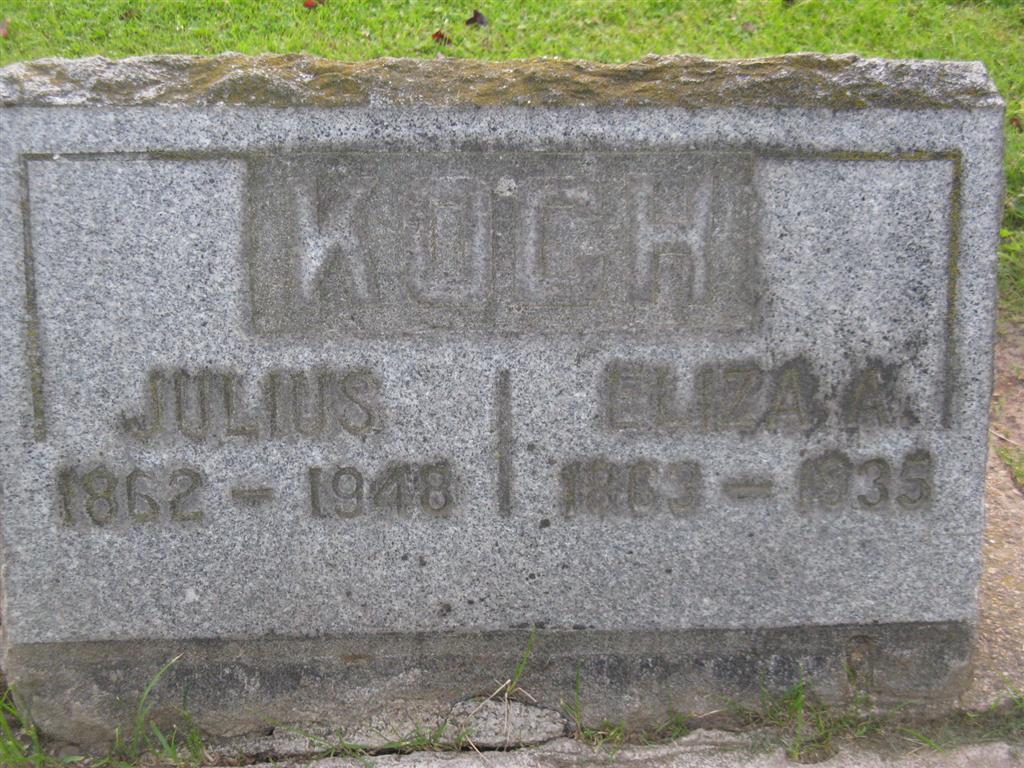 KOCH
JULIUS ELIZA A.
1862 - 1948 1863 - 1935